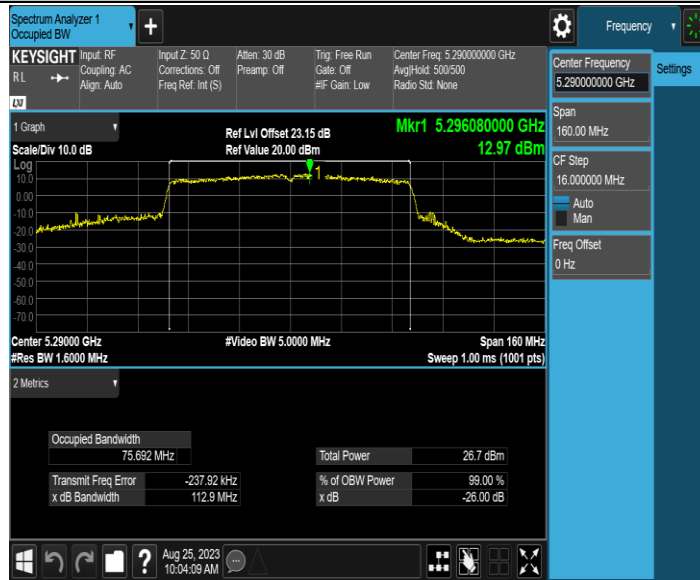 Spectrum Analyzer 1
Occupied BW
+
Frequency
KEYSIGHT
RL
LXI
Input: RF
Coupling: AC
Align: Auto
Input Z: 50 Ω
Corrections: Off
Freq Ref: Int (S)
Atten: 30 dB
Preamp: Off
Trig: Free Run
Gate: Off
#IF Gain: Low
Center Freq: 5.290000000 GHz
Avg|Hold: 500/500
Radio Std: None
Center Frequency
5.290000000 GHz
Settings
Span
160.00 MHz
CF Step
16.000000 MHz
Auto
Man
Freq Offset
0 Hz
1 Graph
Scale/Div 10.0 dB
Ref Lvl Offset 23.15 dB
Ref Value 20.00 dBm
Mkr1 5.296080000 GHz
12.97 dBm
Log
10.0
0.00
-10.0
-20.0
-30.0
-40.0
-50.0
-60.0
-70.0
1
Center 5.29000 GHz
#Res BW 1.6000 MHz
#Video BW 5.0000 MHz
Span 160 MHz
Sweep 1.00 ms (1001 pts)
2 Metrics
Occupied Bandwidth
75.692 MHz
Total Power 26.7 dBm
Transmit Freq Error -237.92 kHz
% of OBW Power 99.00 %
x dB Bandwidth 112.9 MHz
x dB -26.00 dB
?
Aug 25, 2023
10:04:09 AM